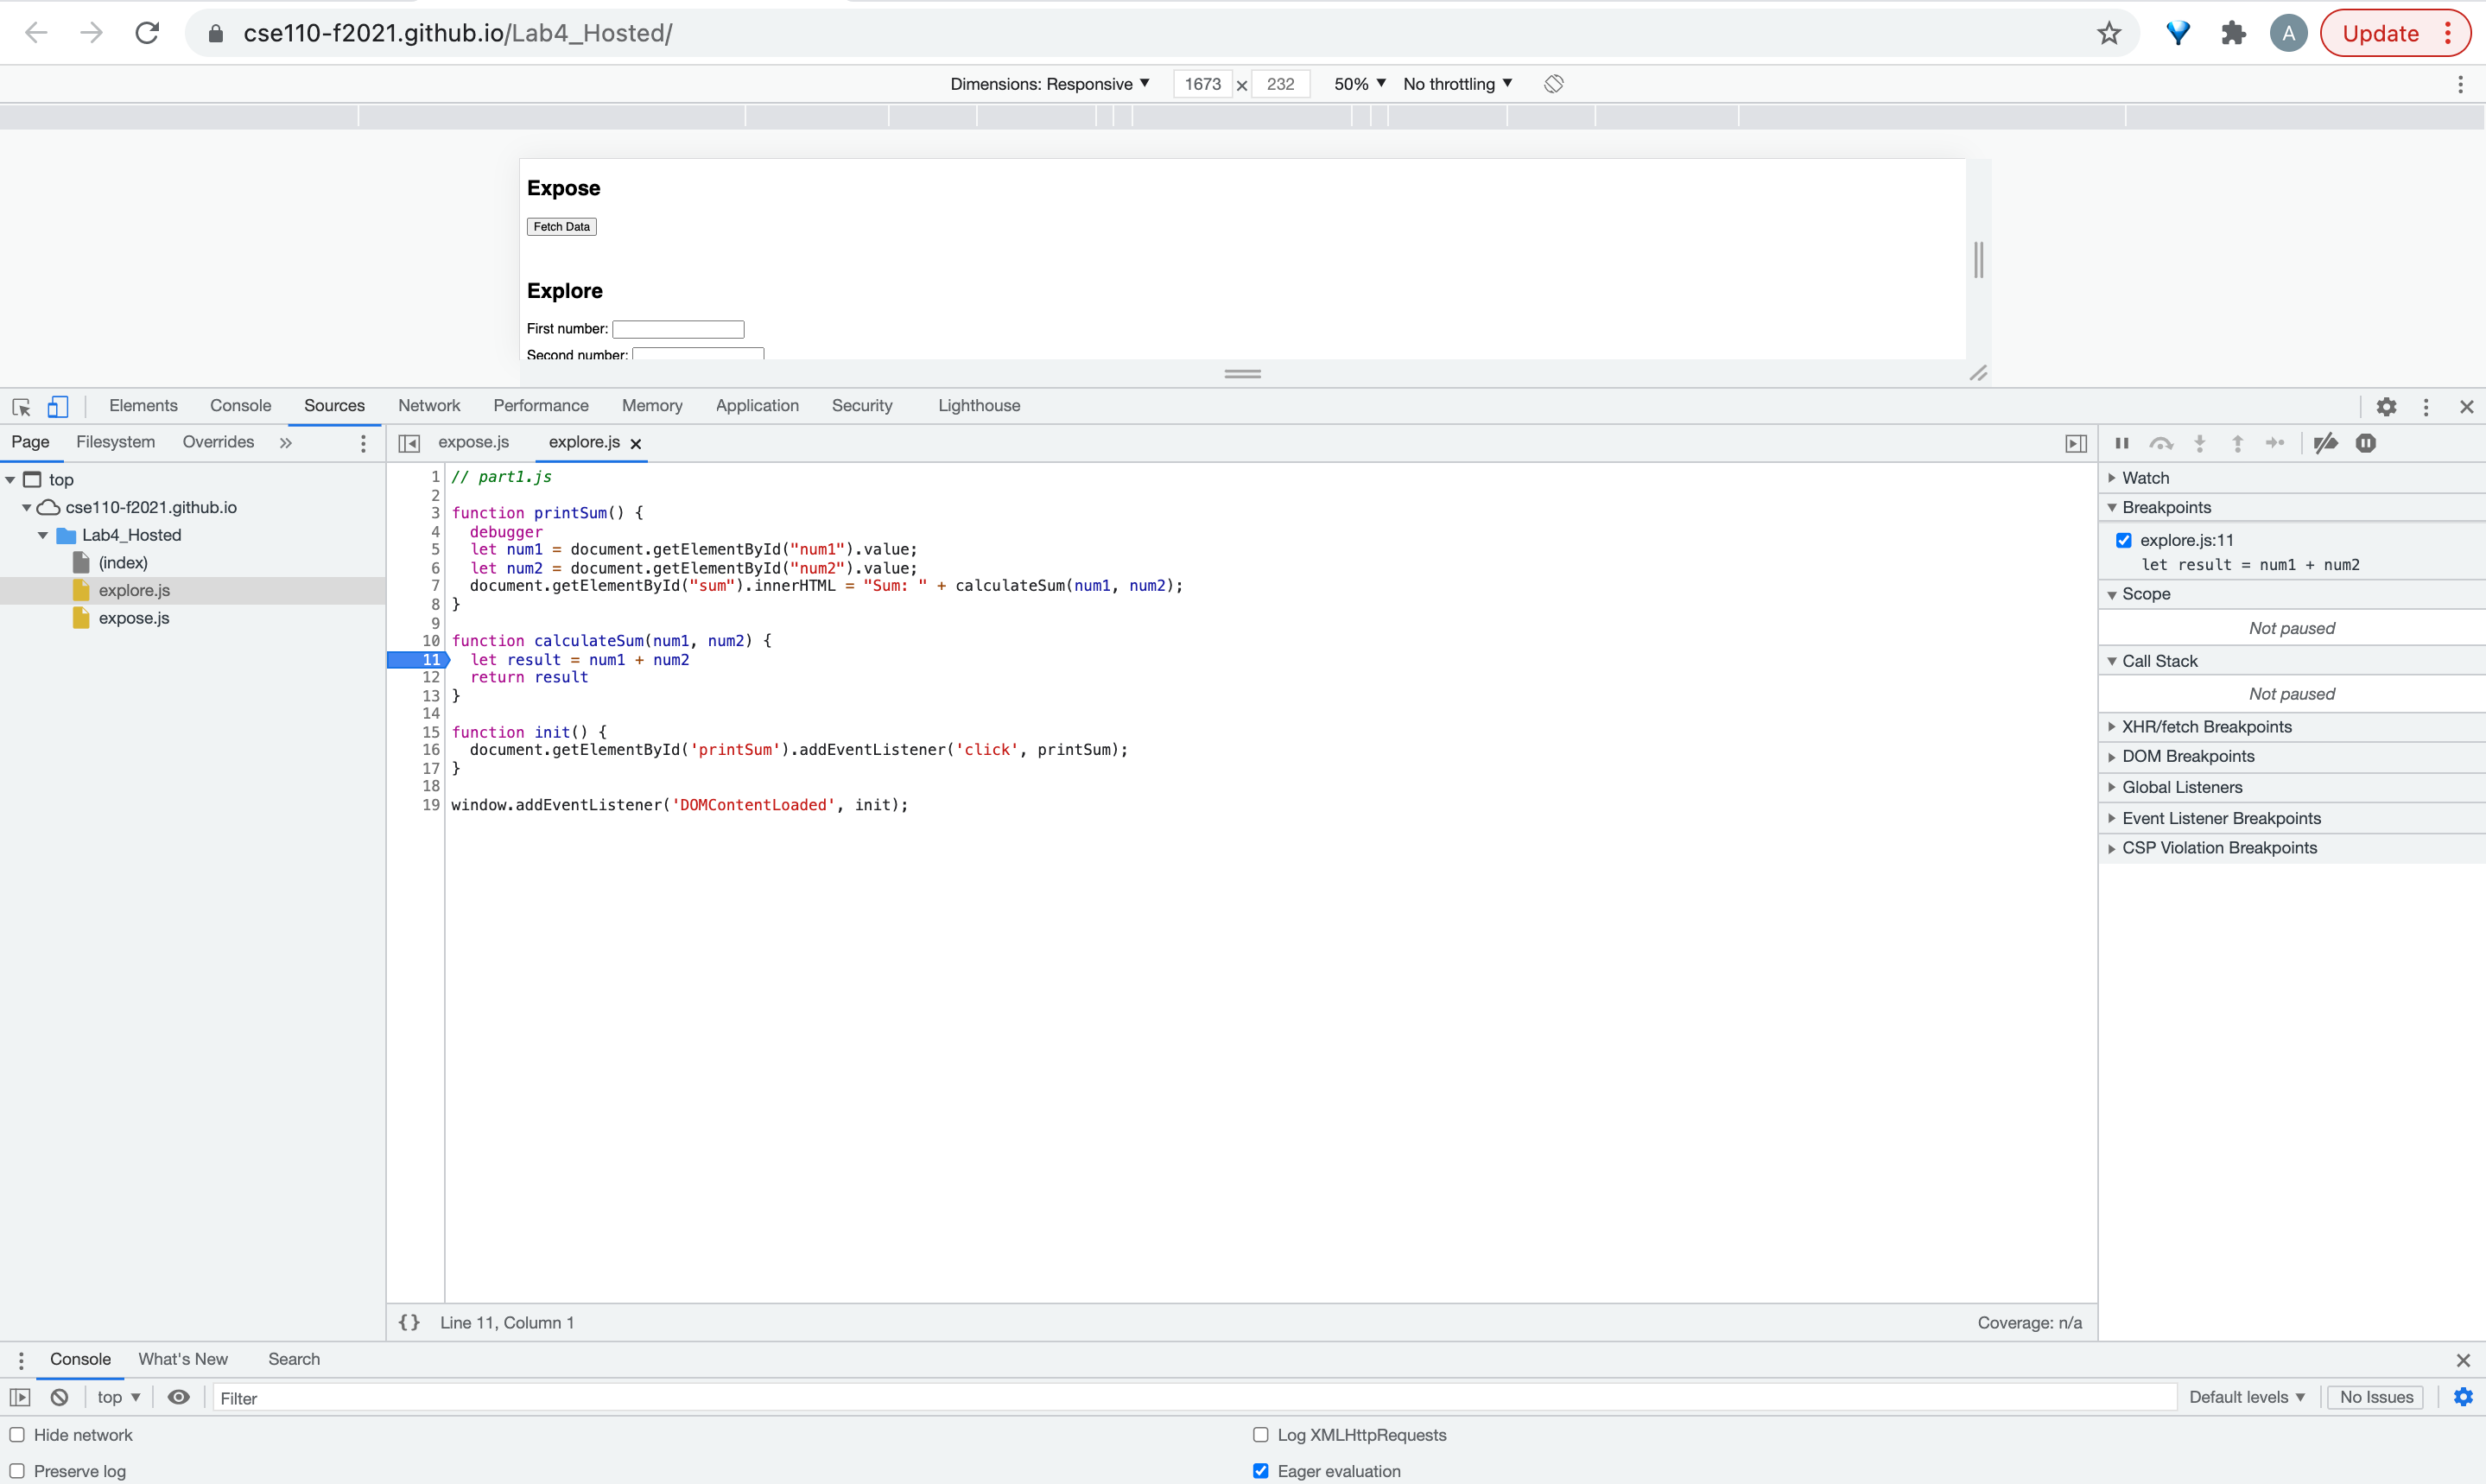 cse110-f2021.github.io/Lab4_Hosted/
A
Update
Dimensions: Responsive ▼ 1673 × 232 50% ▼ No throttling ▼
Expose
Fetch Data
Explore
First number:
Second number:
Elements Console Sources Network Performance Memory Application Security Lighthouse
Page Filesystem Overrides »
expose.js explore.js ×
top
cse110-f2021.github.io
Lab4_Hosted
(index)
explore.js
expose.js
1 // part1.js
2
3 function printSum() {
4   debugger
5   let num1 = document.getElementById("num1").value;
6   let num2 = document.getElementById("num2").value;
7   document.getElementById("sum").innerHTML = "Sum: " + calculateSum(num1, num2);
8 }
9
10 function calculateSum(num1, num2) {
11   let result = num1 + num2
12   return result
13 }
14
15 function init() {
16   document.getElementById('printSum').addEventListener('click', printSum);
17 }
18
19 window.addEventListener('DOMContentLoaded', init);
Watch
Breakpoints
explore.js:11
let result = num1 + num2
Scope
Not paused
Call Stack
Not paused
XHR/fetch Breakpoints
DOM Breakpoints
Global Listeners
Event Listener Breakpoints
CSP Violation Breakpoints
{} Line 11, Column 1
Coverage: n/a
Console What's New Search
top ▼ Filter Default levels ▼ No Issues
Hide network
Log XMLHttpRequests
Preserve log
Eager evaluation